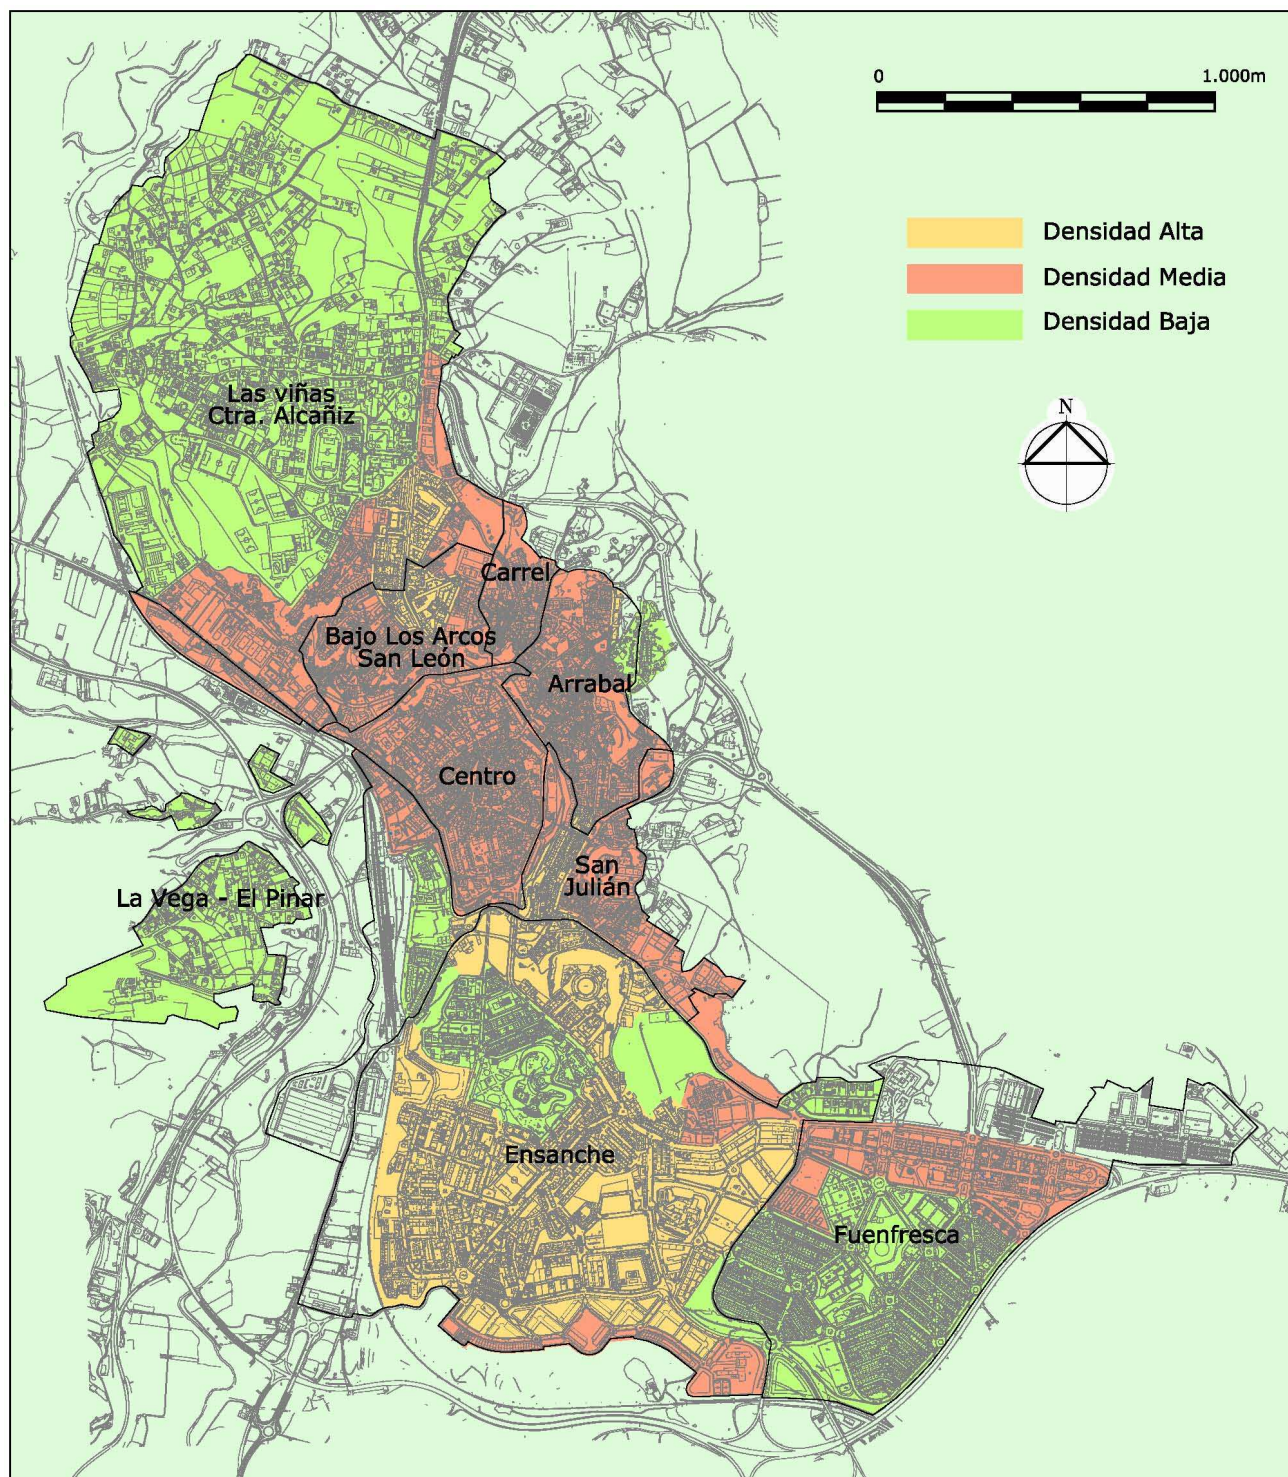 0 1.000m
Densidad Alta
Densidad Media
Densidad Baja
N
Las viñas
Ctra. Alcañiz
Carrel
Bajo Los Arcos
San León
Arrabal
Centro
San
Julián
La Vega - El Pinar
Ensanche
Fuenfresca